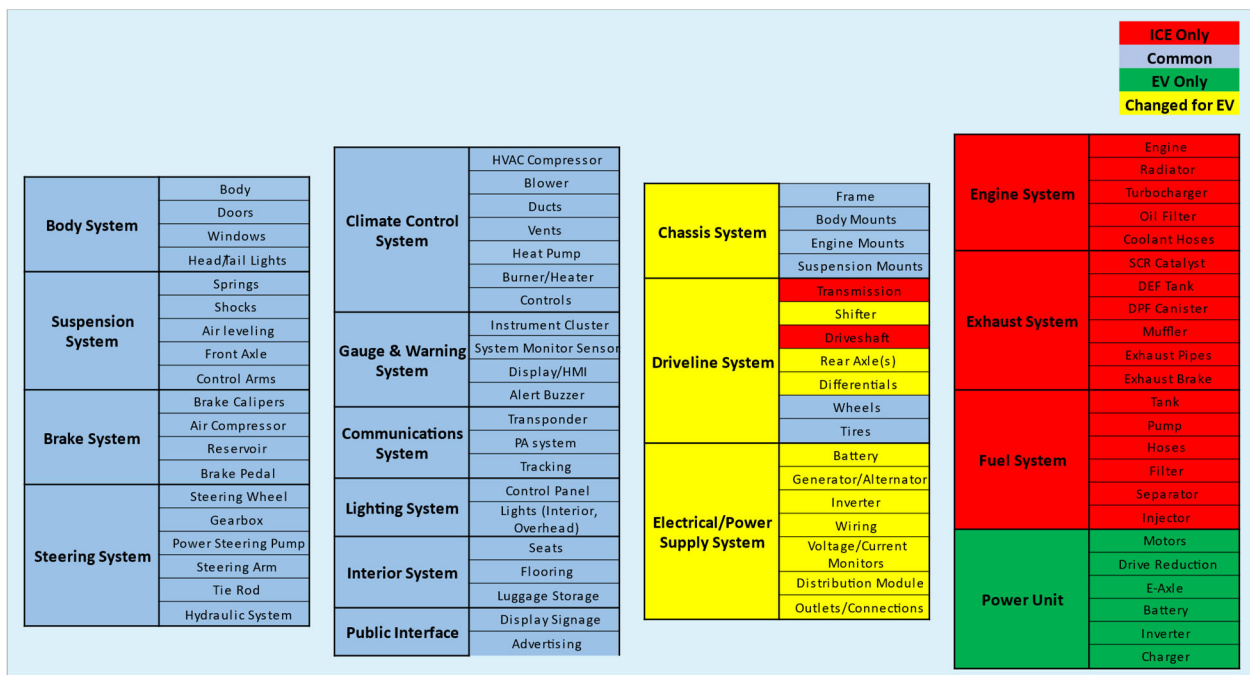 ICE Only
Common
EV Only
Changed for EV
Body System
Body
Doors
Windows
Head/Tail Lights
Suspension
System
Springs
Shocks
Air leveling
Front Axle
Control Arms
Brake System
Brake Calipers
Air Compressor
Reservoir
Brake Pedal
Steering System
Steering Wheel
Gearbox
Power Steering Pump
Steering Arm
Tie Rod
Hydraulic System
Climate Control
System
HVAC Compressor
Blower
Ducts
Vents
Heat Pump
Burner/Heater
Controls
Gauge & Warning
System
Instrument Cluster
System Monitor Sensor
Display/HMI
Alert Buzzer
Communications
System
Transponder
PA system
Tracking
Lighting System
Control Panel
Lights (Interior,
Overhead)
Interior System
Seats
Flooring
Luggage Storage
Public Interface
Display Signage
Advertising
Chassis System
Frame
Body Mounts
Engine Mounts
Suspension Mounts
Driveline System
Transmission
Shifter
Driveshaft
Rear Axle(s)
Differentials
Wheels
Tires
Electrical/Power
Supply System
Battery
Generator/Alternator
Inverter
Wiring
Voltage/Current
Monitors
Distribution Module
Outlets/Connections
Engine System
Engine
Radiator
Turbocharger
Oil Filter
Coolant Hoses
Exhaust System
SCR Catalyst
DEF Tank
DPF Canister
Muffler
Exhaust Pipes
Exhaust Brake
Fuel System
Tank
Pump
Hoses
Filter
Separator
Injector
Power Unit
Motors
Drive Reduction
E-Axle
Battery
Inverter
Charger